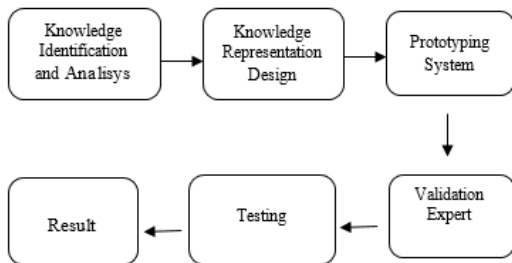 Knowledge
Identification
and Analisys
Knowledge
Representation
Design
Prototyping
System
Validation
Expert
Testing
Result